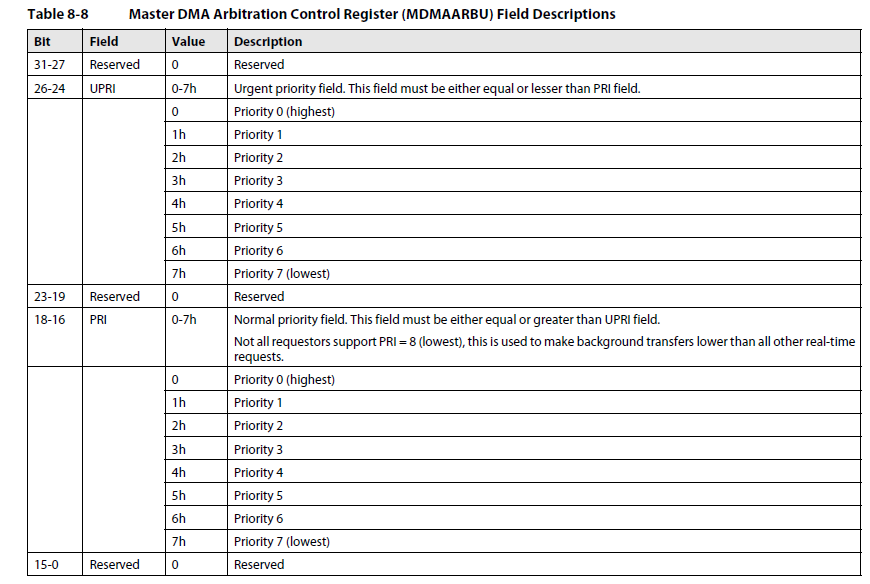 Table 8-8 Master DMA Arbitration Control Register (MDMAARBU) Field Descriptions
Bit Field Value Description
31-27 Reserved 0 Reserved
26-24 UPRI 0-7h Urgent priority field. This field must be either equal or lesser than PRI field.
0 Priority 0 (highest)
1h Priority 1
2h Priority 2
3h Priority 3
4h Priority 4
5h Priority 5
6h Priority 6
7h Priority 7 (lowest)
23-19 Reserved 0 Reserved
18-16 PRI 0-7h Normal priority field. This field must be either equal or greater than UPRI field.
Not all requestors support PRI = 8 (lowest), this is used to make background transfers lower than all other real-time
requests.
0 Priority 0 (highest)
1h Priority 1
2h Priority 2
3h Priority 3
4h Priority 4
5h Priority 5
6h Priority 6
7h Priority 7 (lowest)
15-0 Reserved 0 Reserved